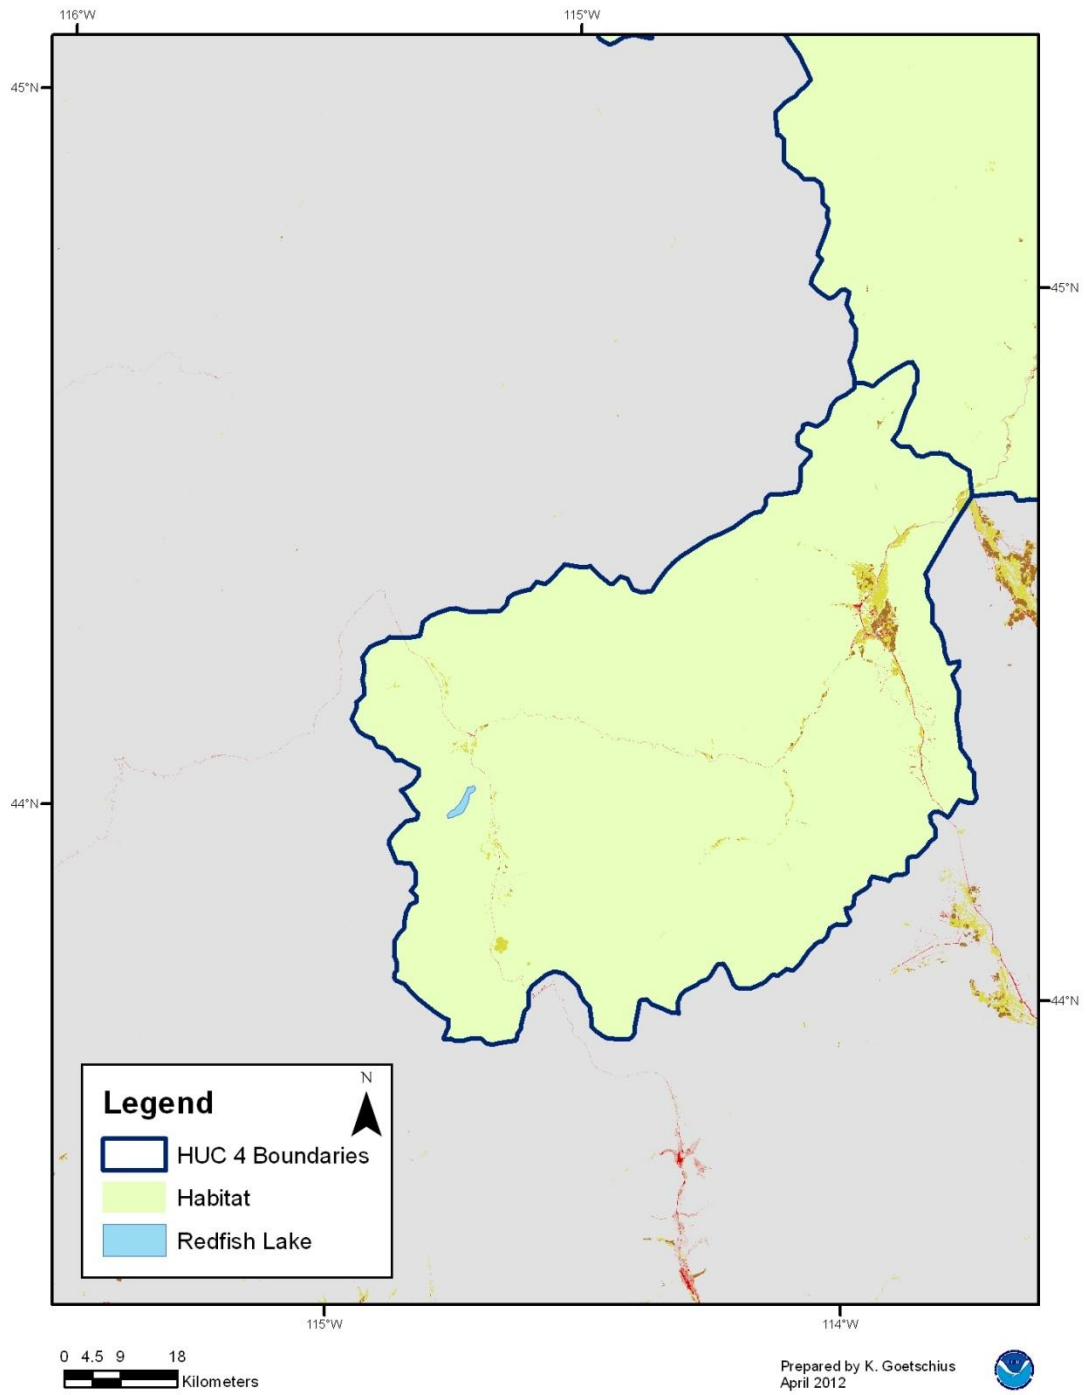 116°W
115°W
45°N
45°N
44°N
44°N
Legend
N
HUC 4 Boundaries
Habitat
Redfish Lake
115°W
114°W
0 4.5 9 18
Kilometers
Prepared by K. Goetschius
April 2012